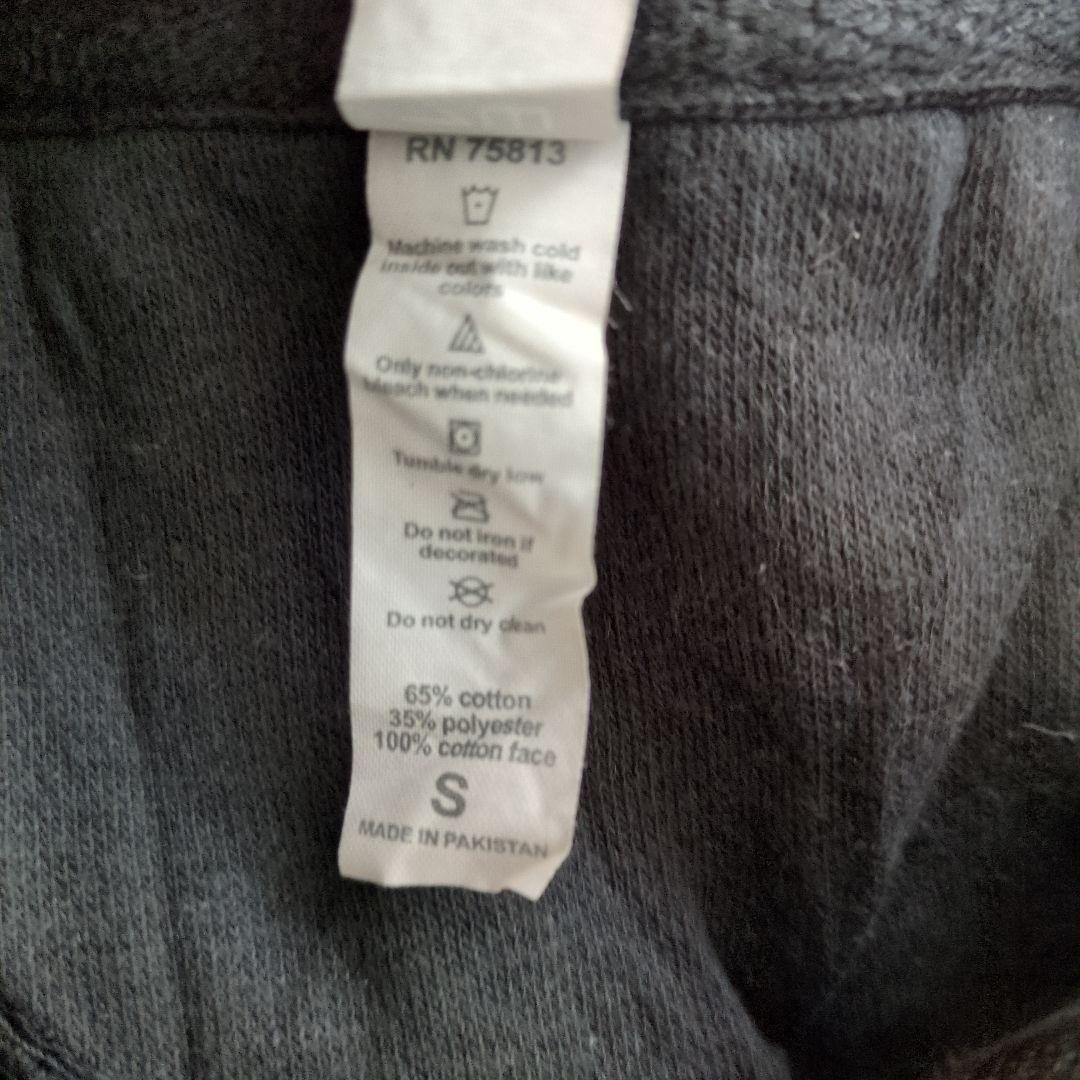 RN 75813
Machine wash cold
inside out with like
colors
Only non-chlorine
bleach when needed
Tumble dry low
Do not iron if
decorated
Do not dry clean
65% cotton
35% polyester
100% cotton face
S
MADE IN PAKISTAN